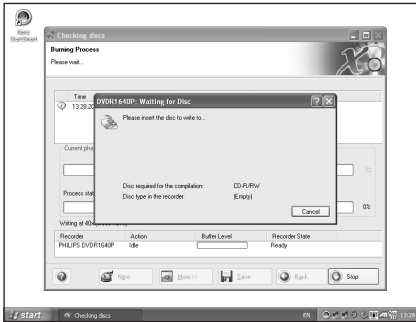 Nero
StartSmart
Checking discs
Burning Process
Please wait...
Time
13:28:20
DVDR1640P: Waiting for Disc
Please insert the disc to write to...
Disc required for the compilation: CD-R/RW
Disc type in the recorder: (Empty)
Cancel
Current pha
0%
Process stat
0%
Writing at 40x
Recorder Action Buffer Level Recorder State
PHILIPS DVDR1640P Idle Ready
Nero
More >>
Save
Back
Stop
start
Checking discs
EN
13:28